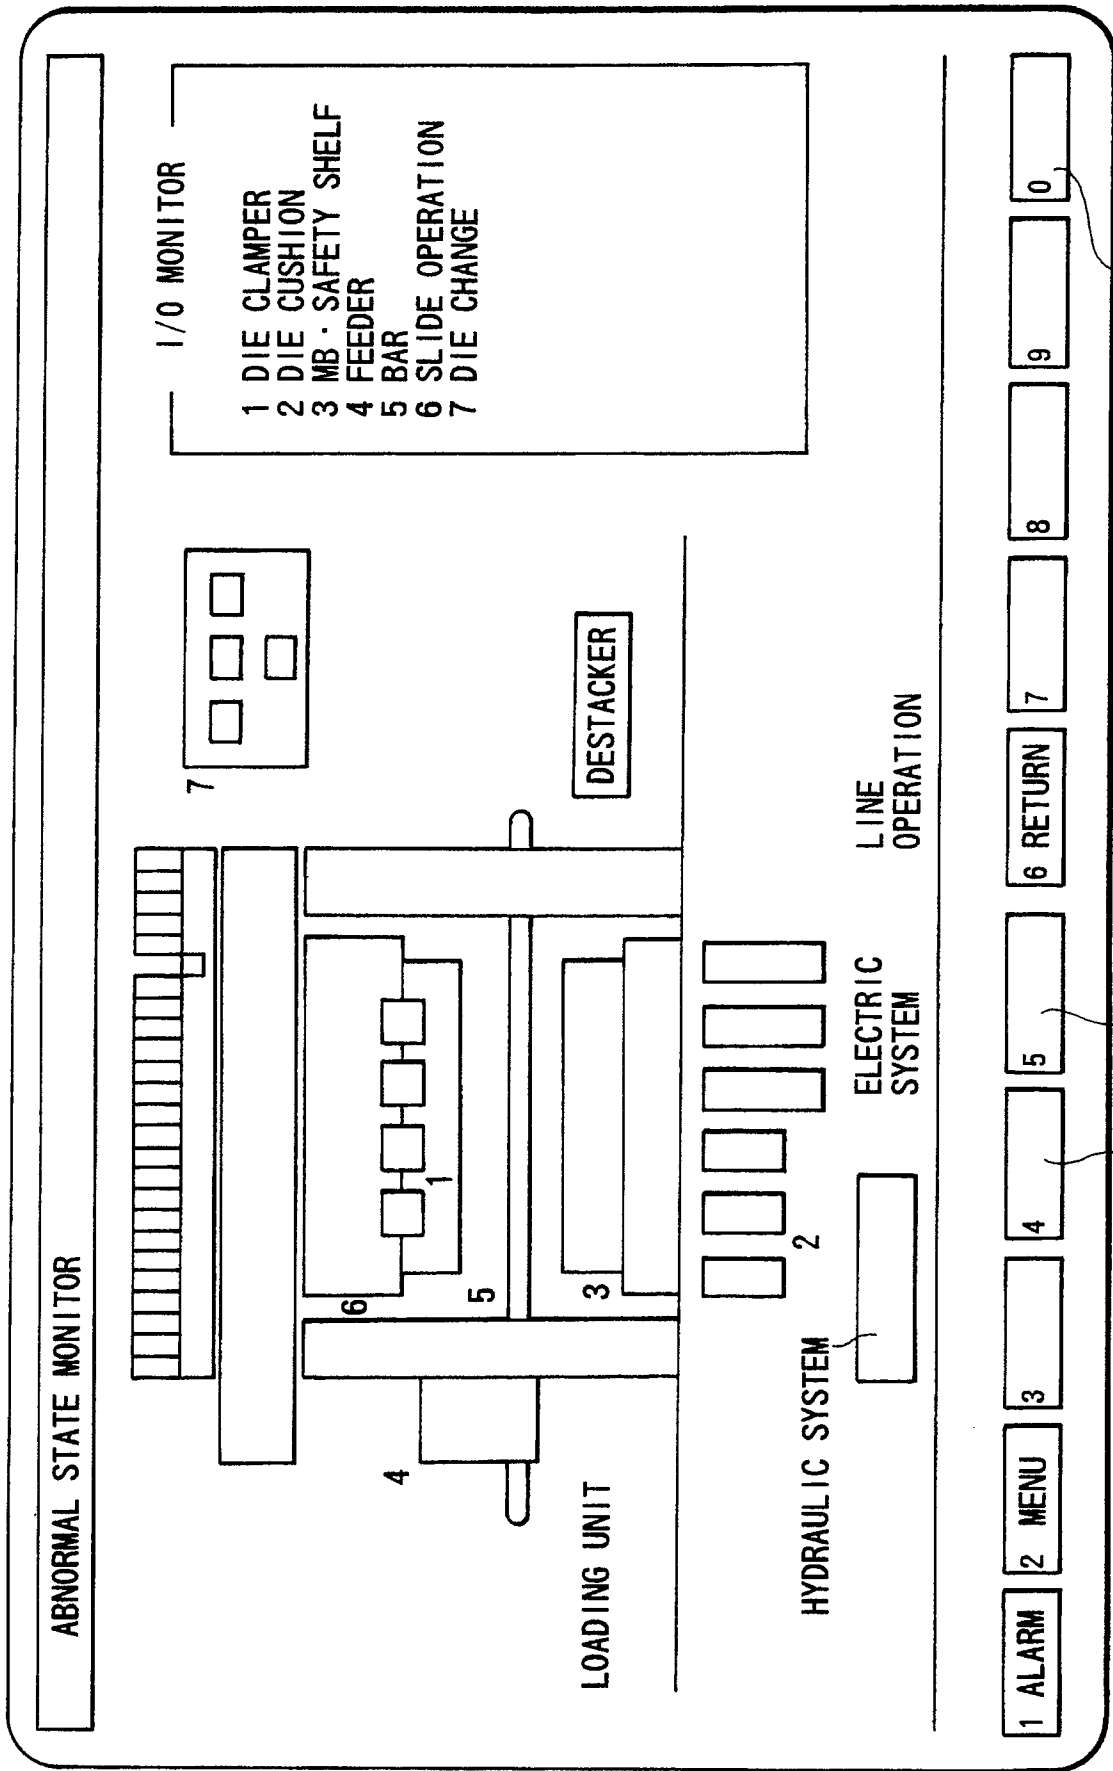 ABNORMAL STATE MONITOR
I/O MONITOR
1 DIE CLAMPER
2 DIE CUSHION
3 MB・SAFETY SHELF
4 FEEDER
5 BAR
6 SLIDE OPERATION
7 DIE CHANGE
7
6
1
4
5
3
LOADING UNIT
DESTACKER
2
HYDRAULIC SYSTEM
ELECTRIC
SYSTEM
LINE
OPERATION
1 ALARM
2 MENU
3
4
5
6 RETURN
7
8
9
0